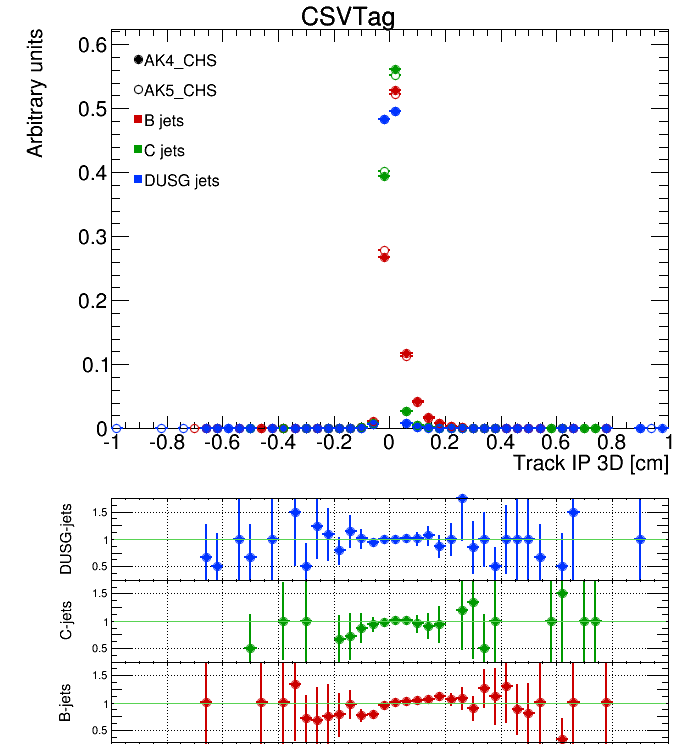 CSVTag
Arbitrary units
0.6
0.5
0.4
0.3
0.2
0.1
0
AK4_CHS
AK5_CHS
B jets
C jets
DUSG jets
-1 -0.8 -0.6 -0.4 -0.2 0 0.2 0.4 0.6 0.8 1
Track IP 3D [cm]
DUSG-jets
1.5
1
0.5
C-jets
1.5
1
0.5
B-jets
1.5
1
0.5